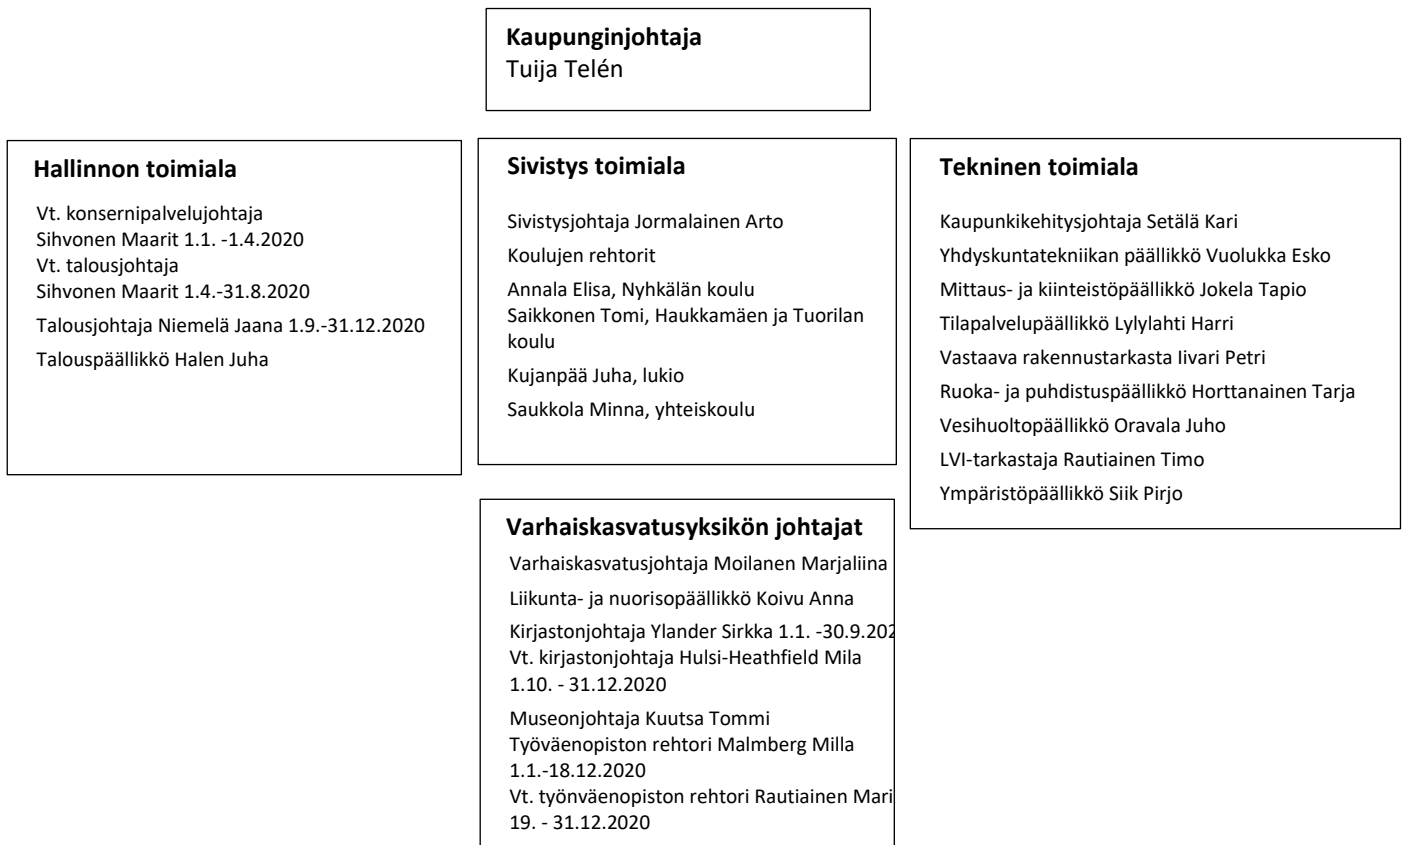 Kaupunginjohtaja
Tuija Telén
Hallinnon toimiala
Vt. konsernipalvelujohtaja
Sihvonen Maarit 1.1. -1.4.2020
Vt. talousjohtaja
Sihvonen Maarit 1.4.-31.8.2020
Talousjohtaja Niemelä Jaana 1.9.-31.12.2020
Talouspäällikkö Halen Juha
Sivistys toimiala
Sivistysjohtaja Jormalainen Arto
Koulujen rehtorit
Annala Elisa, Nyhkälän koulu
Saikkonen Tomi, Haukkamäen ja Tuorilan
koulu
Kujanpää Juha, lukio
Saukkola Minna, yhteiskoulu
Tekninen toimiala
Kaupunkikehitysjohtaja Setälä Kari
Yhdyskuntatekniikan päällikkö Vuolukka Esko
Mittaus- ja kiinteistöpäällikkö Jokela Tapio
Tilapalvelupäällikkö Lylylahti Harri
Vastaava rakennustarkasta Iivari Petri
Ruoka- ja puhdistuspäällikkö Horttanainen Tarja
Vesihuoltopäällikkö Oravala Juho
LVI-tarkastaja Rautiainen Timo
Ympäristöpäällikkö Siik Pirjo
Varhaiskasvatusyksikön johtajat
Varhaiskasvatusjohtaja Moilanen Marjaliina
Liikunta- ja nuorisopäällikkö Koivu Anna
Kirjastonjohtaja Ylander Sirkka 1.1. -30.9.202
Vt. kirjastonjohtaja Hulsi-Heathfield Mila
1.10. - 31.12.2020
Museonjohtaja Kuutsa Tommi
Työväenopiston rehtori Malmberg Milla
1.1.-18.12.2020
Vt. työnväenopiston rehtori Rautiainen Mari
19. - 31.12.2020